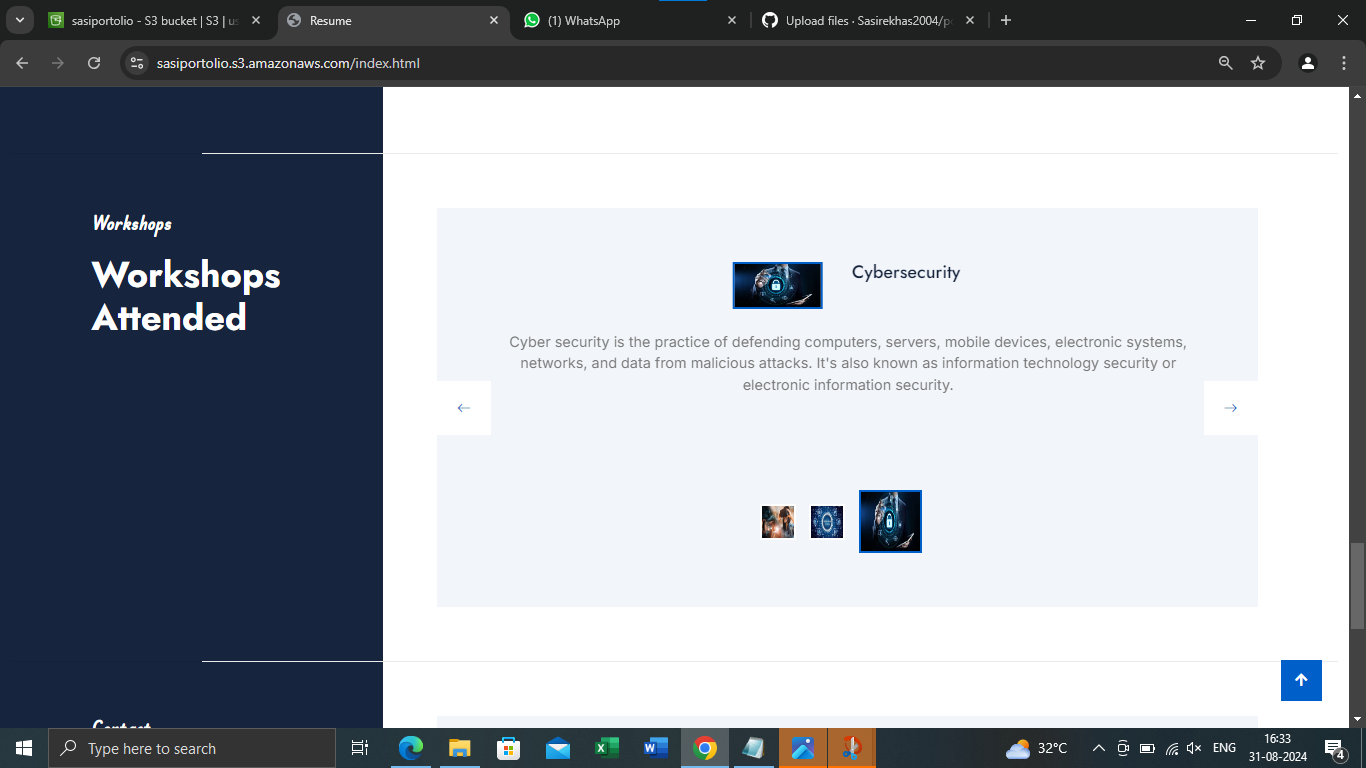 sasiportolio - S3 bucket | S3 | us
Resume
(1) WhatsApp
Upload files · Sasirekhas2004/po
sasiportolio.s3.amazonaws.com/index.html
Workshops
Workshops
Attended
Cybersecurity
Cyber security is the practice of defending computers, servers, mobile devices, electronic systems,
networks, and data from malicious attacks. It's also known as information technology security or
electronic information security.
Contact
Type here to search
32°C
ENG
16:33
31-08-2024
4